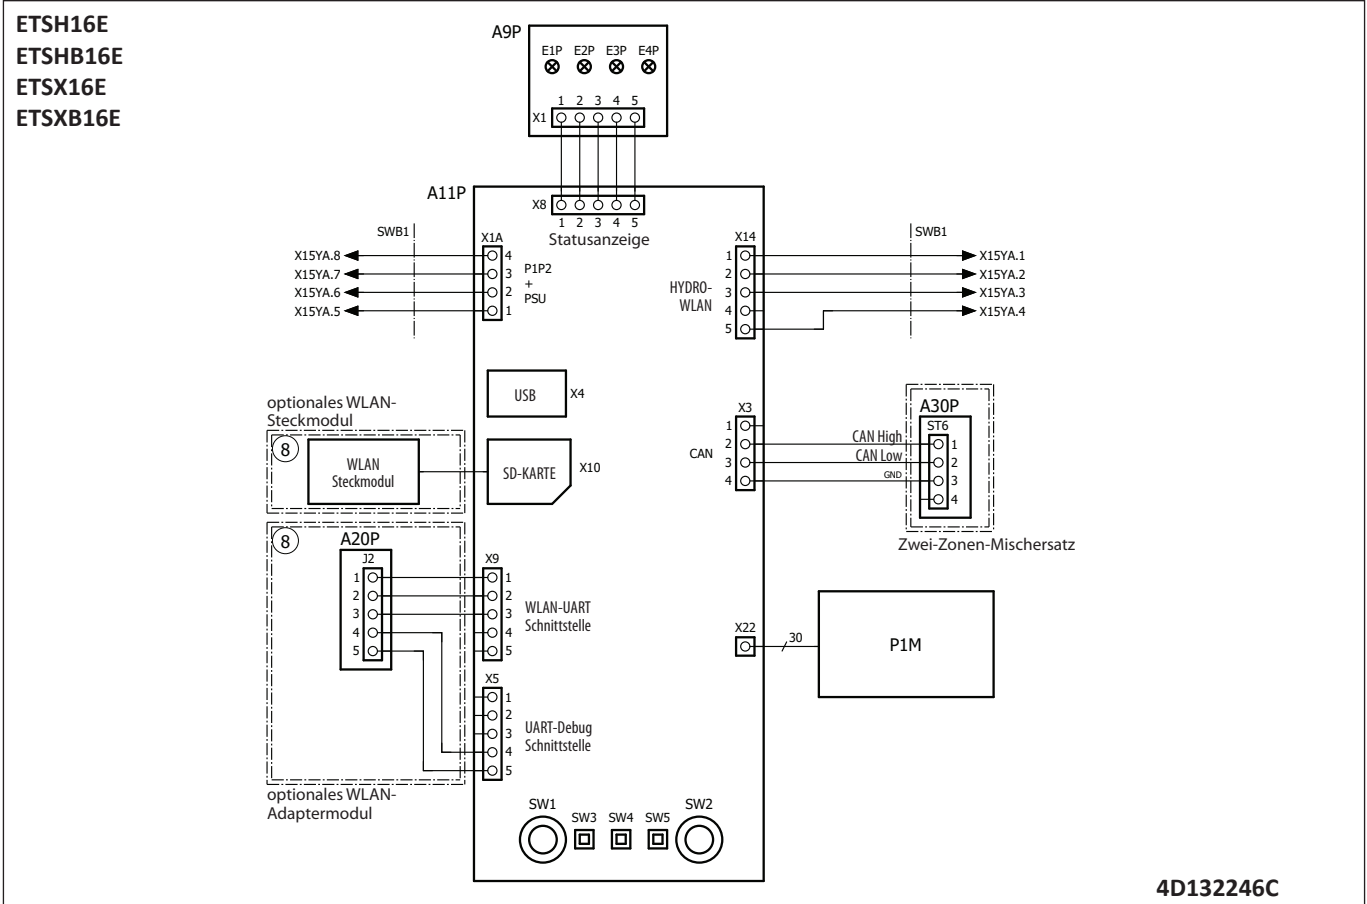 ETSH16E
ETSHB16E
ETSX16E
ETSXB16E
A9P
E1P E2P E3P E4P
1 2 3 4 5
X1
A11P
X8
1 2 3 4 5
Statusanzeige
SWB1
X1A
X15YA.8
4
X15YA.7
3
X15YA.6
2
X15YA.5
1
P1P2
+
PSU
X14
SWB1
1
X15YA.1
2
X15YA.2
3
X15YA.3
4
X15YA.4
5
HYDRO-
WLAN
USB
X4
optionales WLAN-
Steckmodul
8
WLAN
Steckmodul
SD-KARTE
X10
X3
1
2
3
4
CAN
CAN High
CAN Low
GND
A30P
ST6
1
2
3
4
Zwei-Zonen-Mischersatz
8
A20P
J2
1
2
3
4
5
X9
1
2
3
4
5
WLAN-UART
Schnittstelle
X22
30
P1M
X5
1
2
3
4
5
UART-Debug
Schnittstelle
optionales WLAN-
Adaptermodul
SW1
SW3 SW4 SW5
SW2
4D132246C